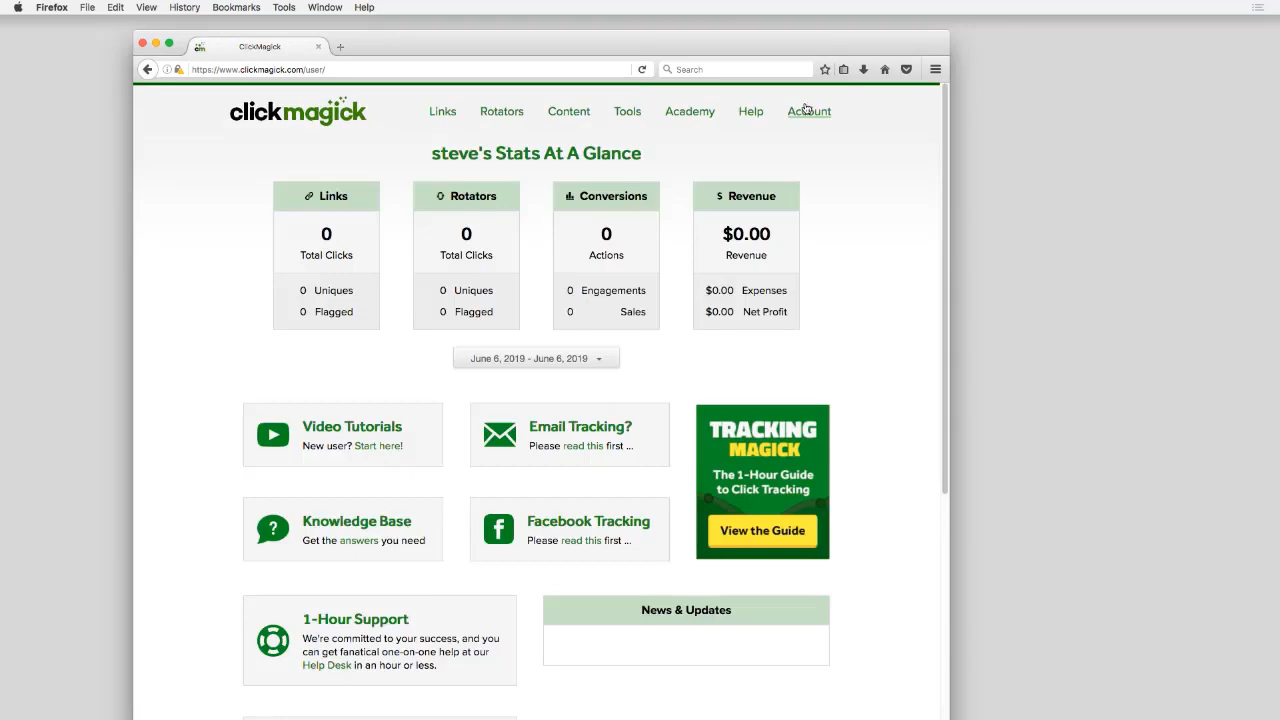 Firefox File Edit View History Bookmarks Tools Window Help
ClickMagick
https://www.clickmagick.com/user/
Search
clickmagick
Links Rotators Content Tools Academy Help Account
steve's Stats At A Glance
Links Rotators Conversions Revenue
0 0 0 $0.00
Total Clicks Total Clicks Actions Revenue
0 Uniques 0 Uniques 0 Engagements $0.00 Expenses
0 Flagged 0 Flagged 0 Sales $0.00 Net Profit
June 6, 2019 - June 6, 2019
Video Tutorials
New user? Start here!
Email Tracking?
Please read this first ...
TRACKING
MAGICK
The 1-Hour Guide
to Click Tracking
View the Guide
Knowledge Base
Get the answers you need
Facebook Tracking
Please read this first ...
1-Hour Support
We're committed to your success, and you
can get fanatical one-on-one help at our
Help Desk in an hour or less.
News & Updates